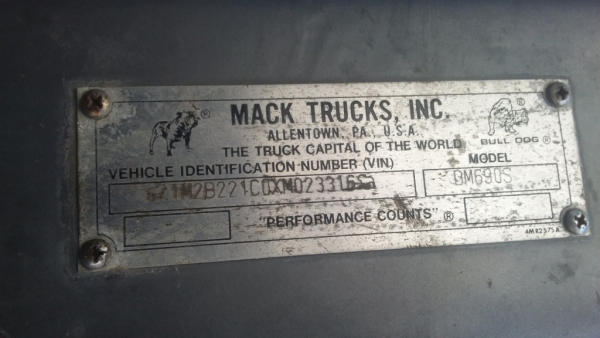 MACK TRUCKS, INC.
ALLENTOWN, PA., U.S.A.
THE TRUCK CAPITAL OF THE WORLD
BULL DOG ®
VEHICLE IDENTIFICATION NUMBER (VIN)
MODEL
DM690S
"PERFORMANCE COUNTS" ®
4MR2575A